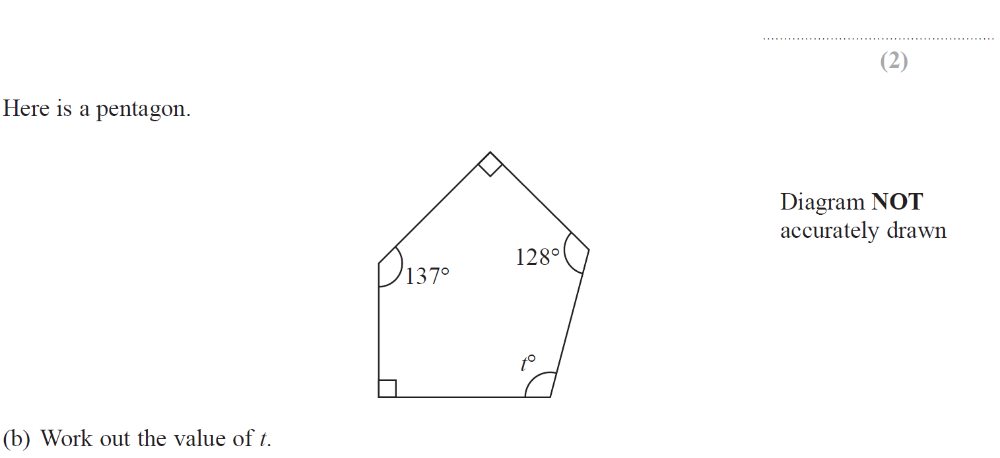 ....................................................
(2)
Here is a pentagon.
Diagram NOT
accurately drawn
128°
137°
t°
(b) Work out the value of t.